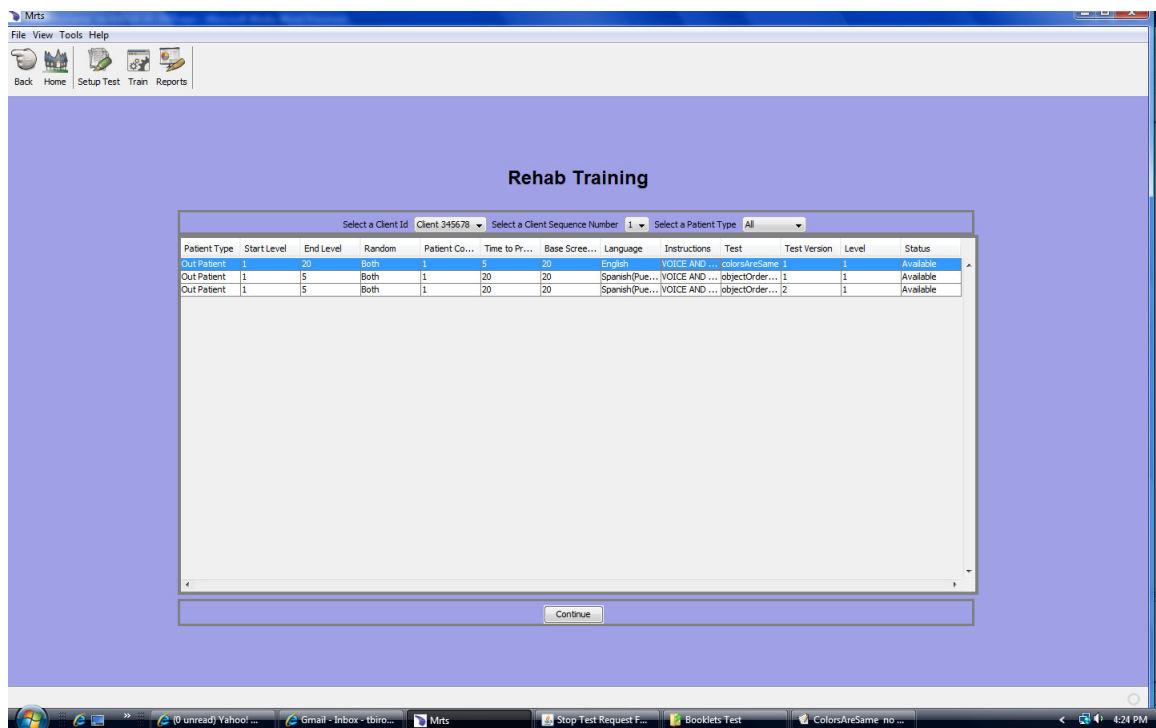 Mrts
File View Tools Help
Back Home Setup Test Train Reports
Rehab Training
Select a Client Id Client 345678 Select a Client Sequence Number 1 Select a Patient Type All
Patient Type Start Level End Level Random Patient Co... Time to Pr... Base Scree... Language Instructions Test Test Version Level Status
Out Patient 1 20 Both 1 5 20 English VOICE AND ... colorsAreSame 1 1 Available
Out Patient 1 5 Both 1 20 20 Spanish(Pue... VOICE AND ... objectOrder... 1 1 Available
Out Patient 1 5 Both 1 20 20 Spanish(Pue... VOICE AND ... objectOrder... 2 1 Available
Continue
(0 unread) Yahoo! ... Gmail - Inbox - tbiro... Mrts Stop Test Request F... Booklets Test ColorsAreSame no ... 4:24 PM